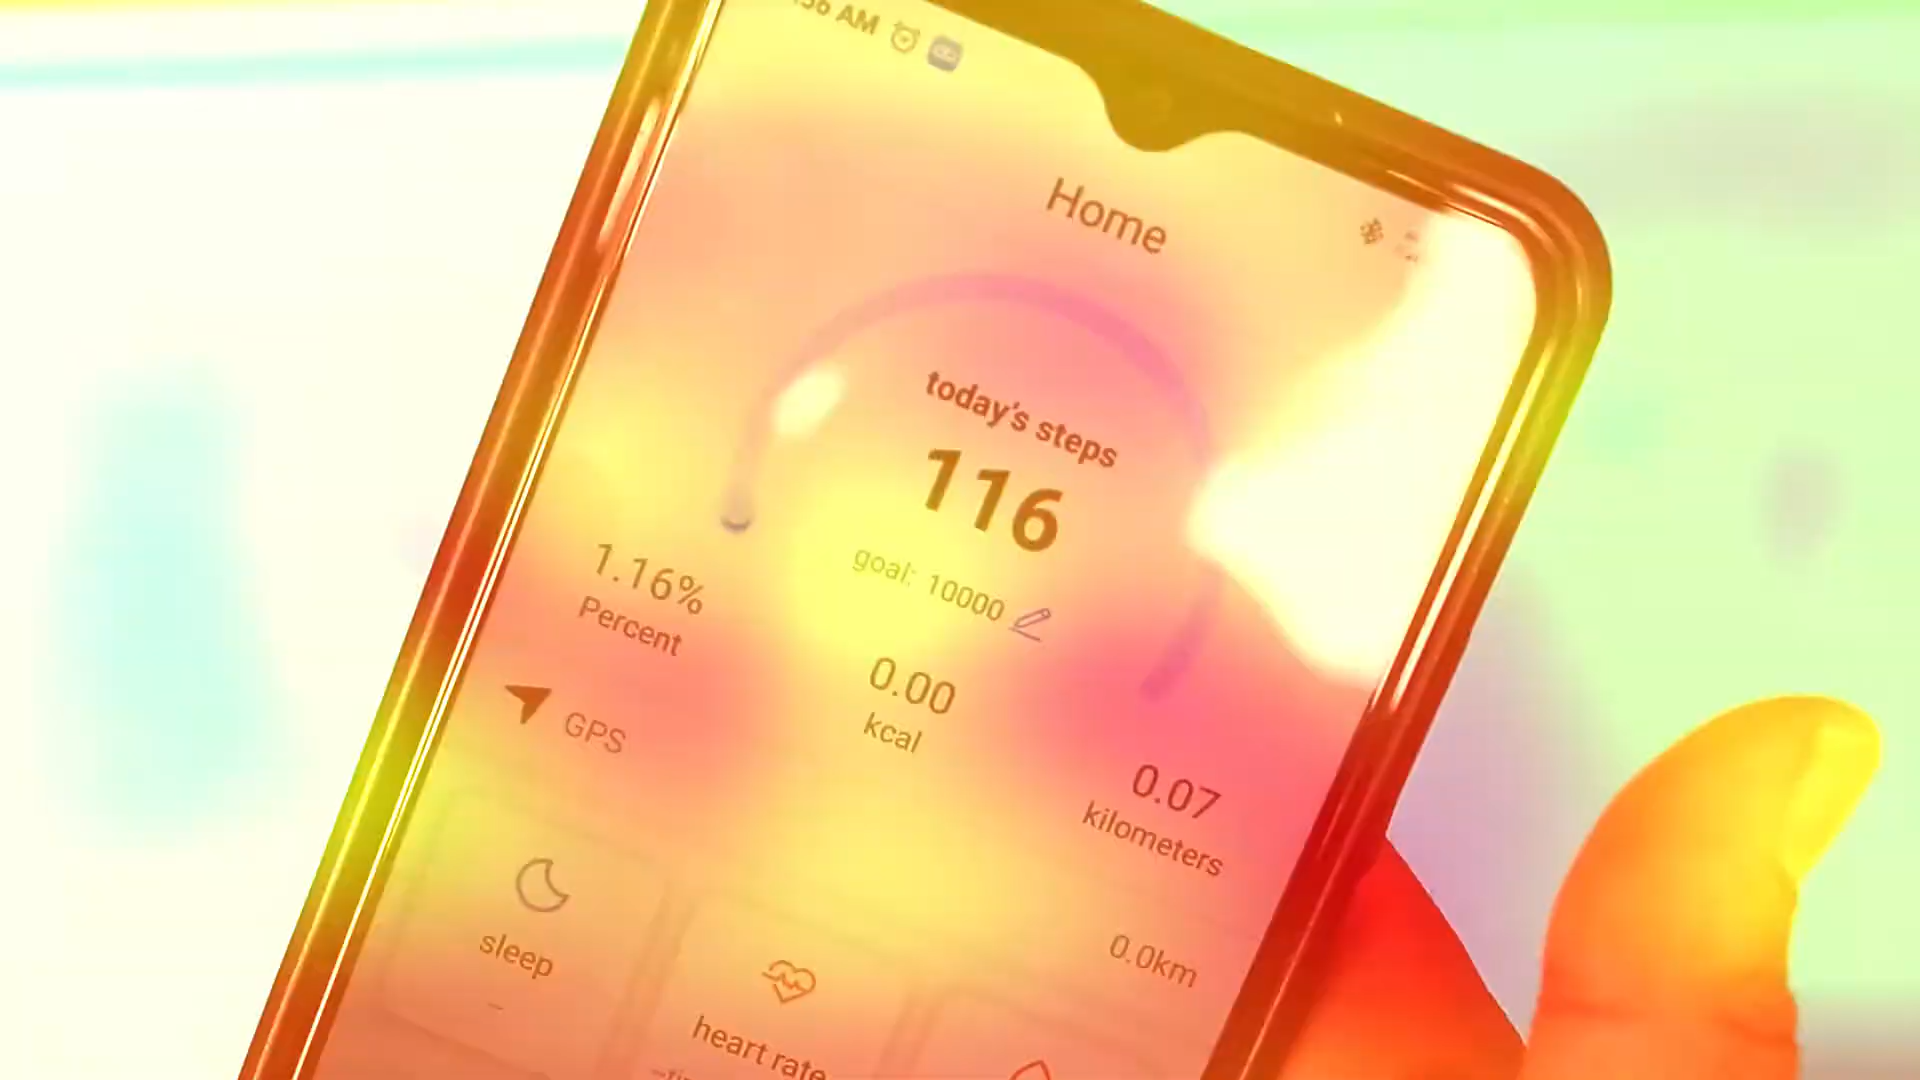 :56 AM
Home
today's steps
116
goal: 10000
1.16%
Percent
0.00
kcal
0.07
kilometers
GPS
0.0km
sleep
--
heart rate